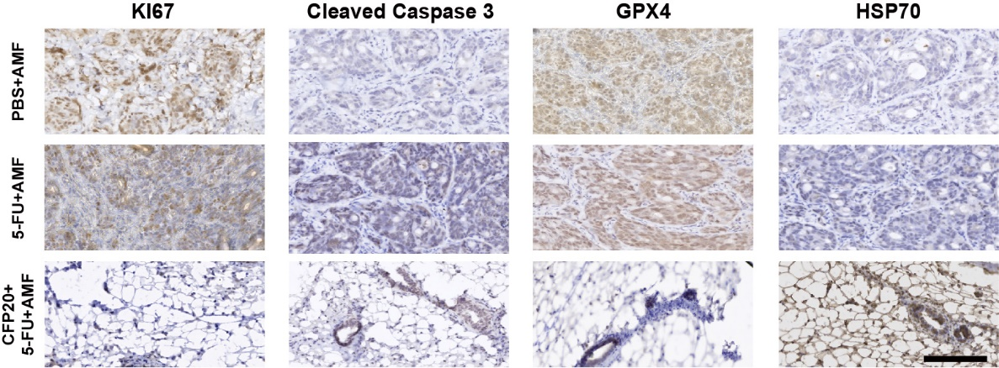 KI67 Cleaved Caspase 3 GPX4 HSP70
PBS+AMF
5-FU+AMF
CFP20+
5-FU+AMF